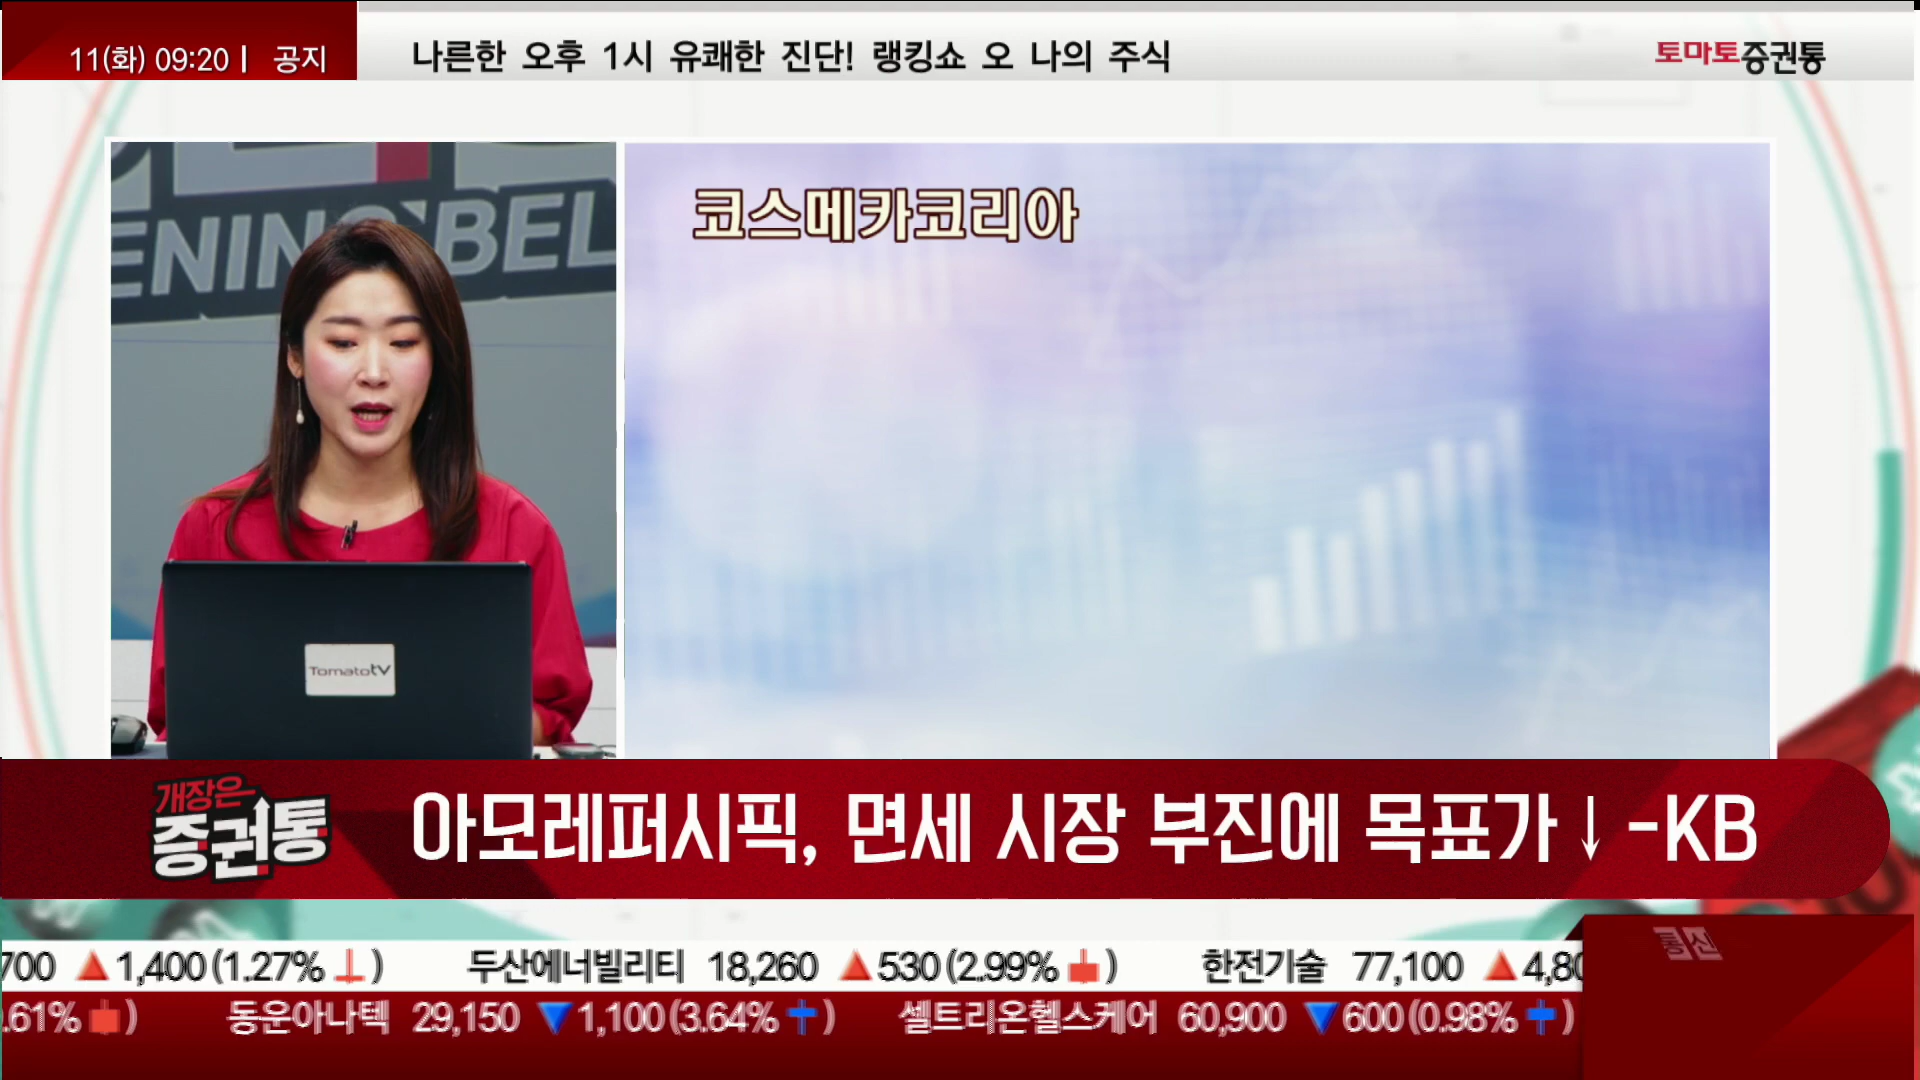 11(화) 09:20 | 공지
나른한 오후 1시 유쾌한 진단! 랭킹쇼 오 나의 주식
토마토증권통
ENING BEL
코스메카코리아
Tomatotv
개장은 증권통
아모레퍼시픽, 면세 시장 부진에 목표가↓ -KB
700 ▲1,400(1.27% ) 두산에너빌리티 18,260 ▲530(2.99% ) 한전기술 77,100 ▲4,80
통신
.61% ) 동운아나텍 29,150 ▼1,100(3.64% ) 셀트리온헬스케어 60,900 ▼600(0.98% )